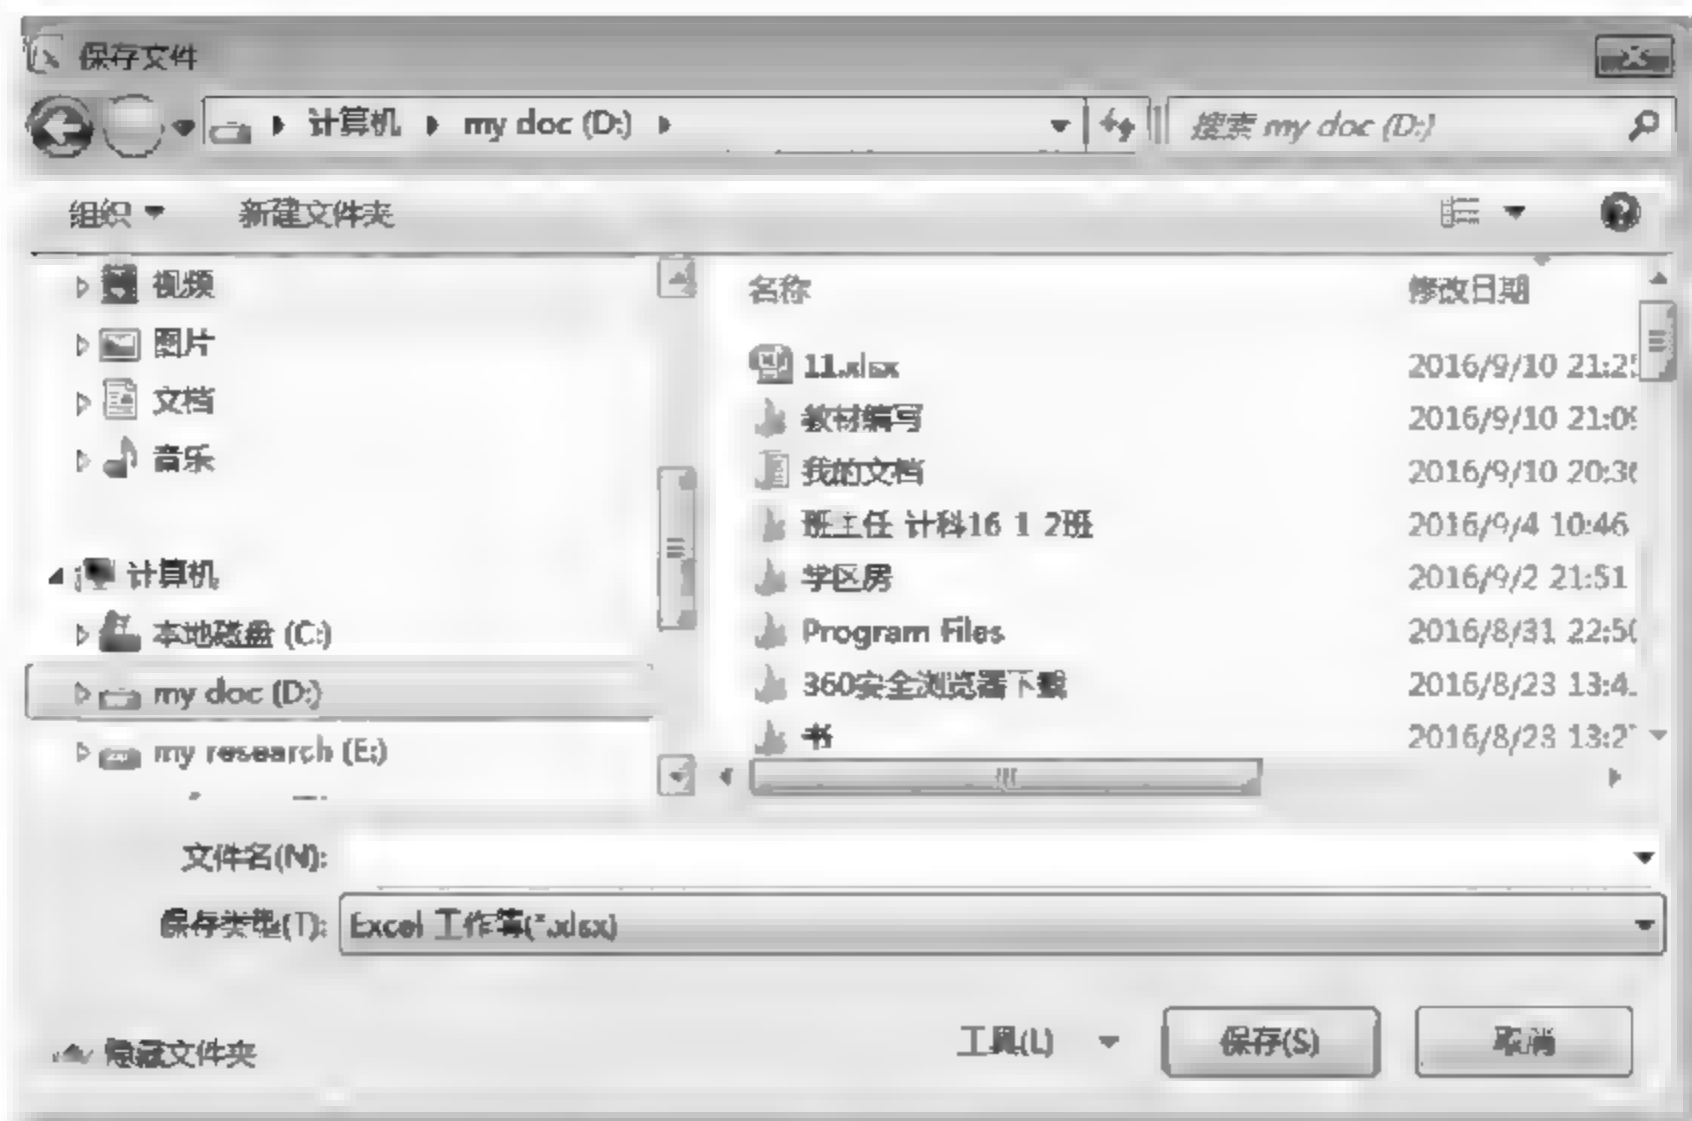 保存文件
计算机 my doc (D:) 搜索 my doc (D:)
组织 新建文件夹
视频
图片
文档
音乐
计算机
本地磁盘 (C:)
my doc (D:)
my research (E:)
名称 修改日期
11.xlsx 2016/9/10 21:25
教材编写 2016/9/10 21:09
我的文档 2016/9/10 20:36
班主任 计科16 1 2班 2016/9/4 10:46
学区房 2016/9/2 21:51
Program Files 2016/8/31 22:50
360安全浏览器下载 2016/8/23 13:4
书 2016/8/23 13:27
文件名(N):
保存类型(T): Excel 工作簿(*.xlsx)
隐藏文件夹 工具(L) 保存(S) 取消